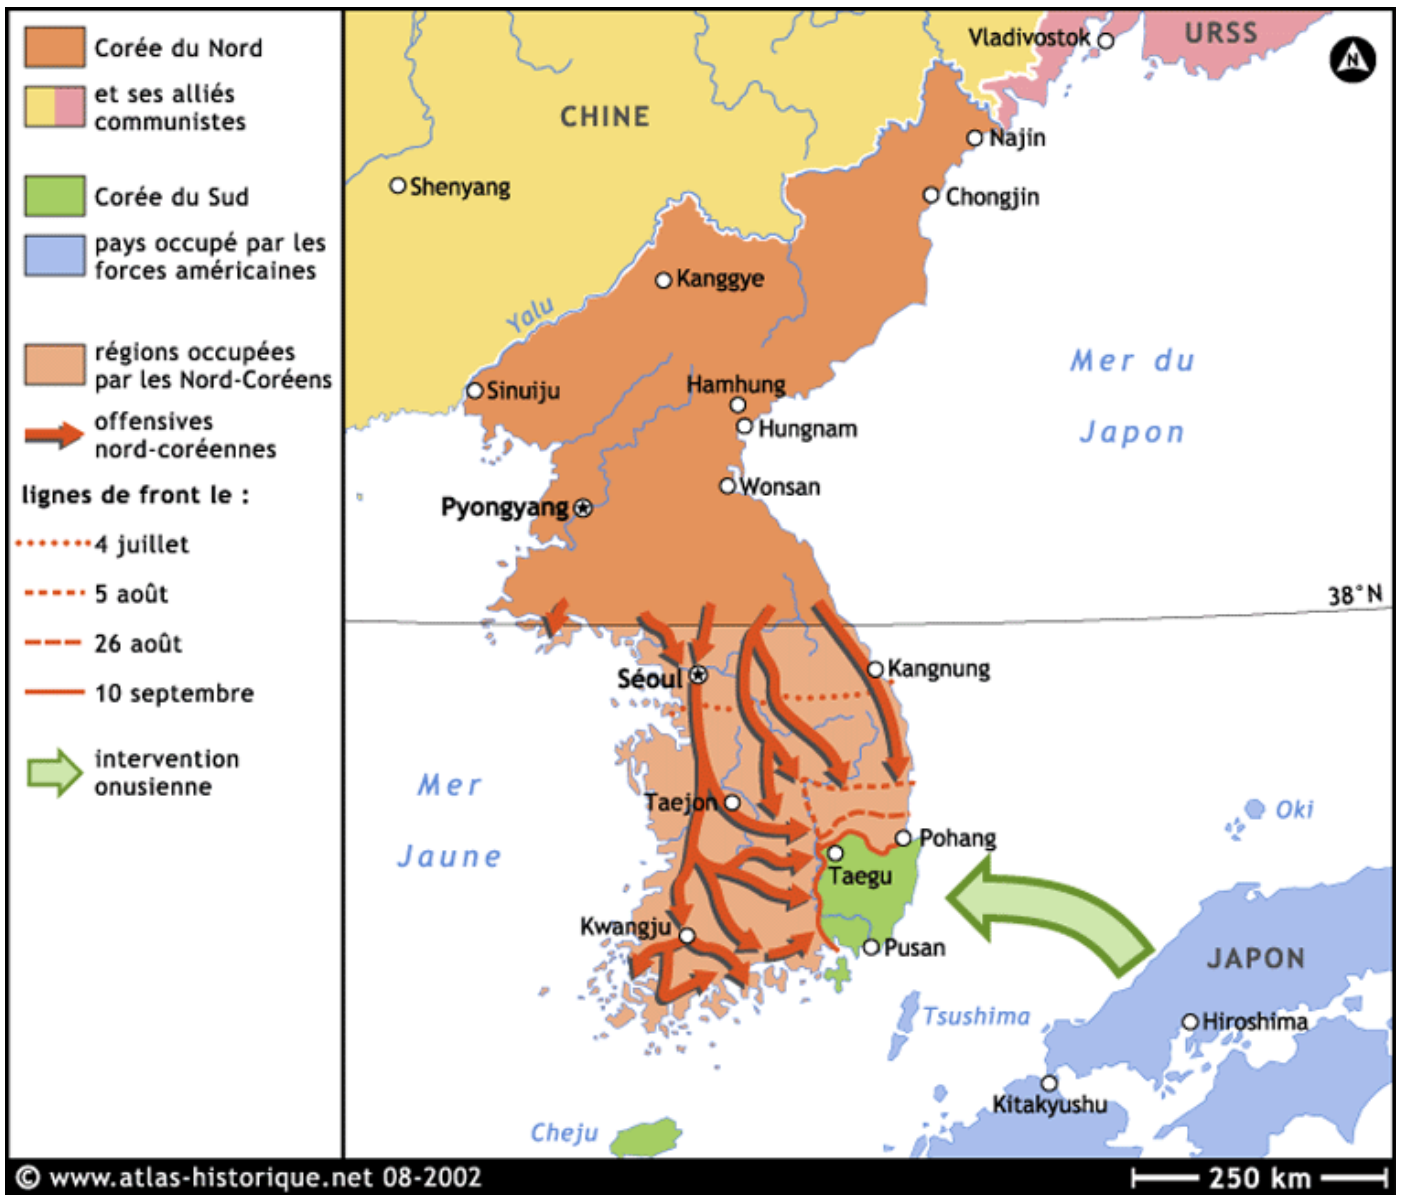 Corée du Nord
et ses alliés
communistes
Corée du Sud
pays occupé par les
forces américaines
régions occupées
par les Nord-Coréens
offensives
nord-coréennes
lignes de front le :
4 juillet
5 août
26 août
10 septembre
intervention
onusienne
Vladivostok
URSS
N
CHINE
Najin
Shenyang
Chongjin
Kanggye
Yalu
Mer du
Japon
Sinuiju
Hamhung
Hungnam
Wonsan
Pyongyang
38°N
Séoul
Kangnung
Mer
Jaune
Taejon
Oki
Pohang
Taegu
Kwangju
Pusan
JAPON
Tsushima
Hiroshima
Kitakyushu
Cheju
© www.atlas-historique.net 08-2002
250 km